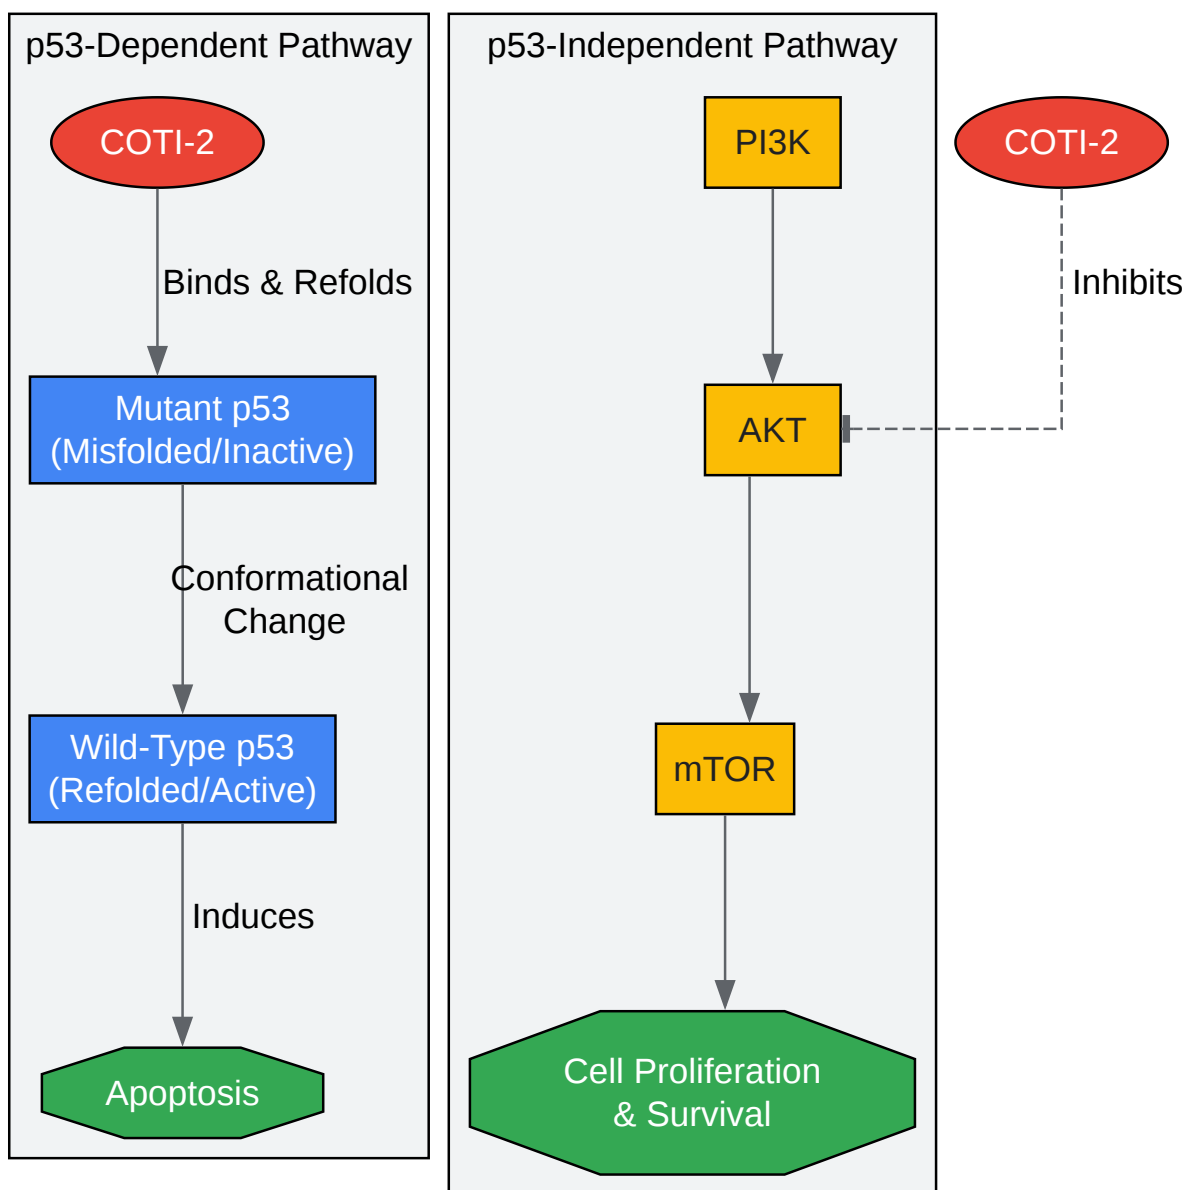 p53-Dependent Pathway
COTI-2
Binds & Refolds
Mutant p53
(Misfolded/Inactive)
Conformational
Change
Wild-Type p53
(Refolded/Active)
Induces
Apoptosis
p53-Independent Pathway
PI3K
AKT
mTOR
Cell Proliferation
& Survival
COTI-2
Inhibits